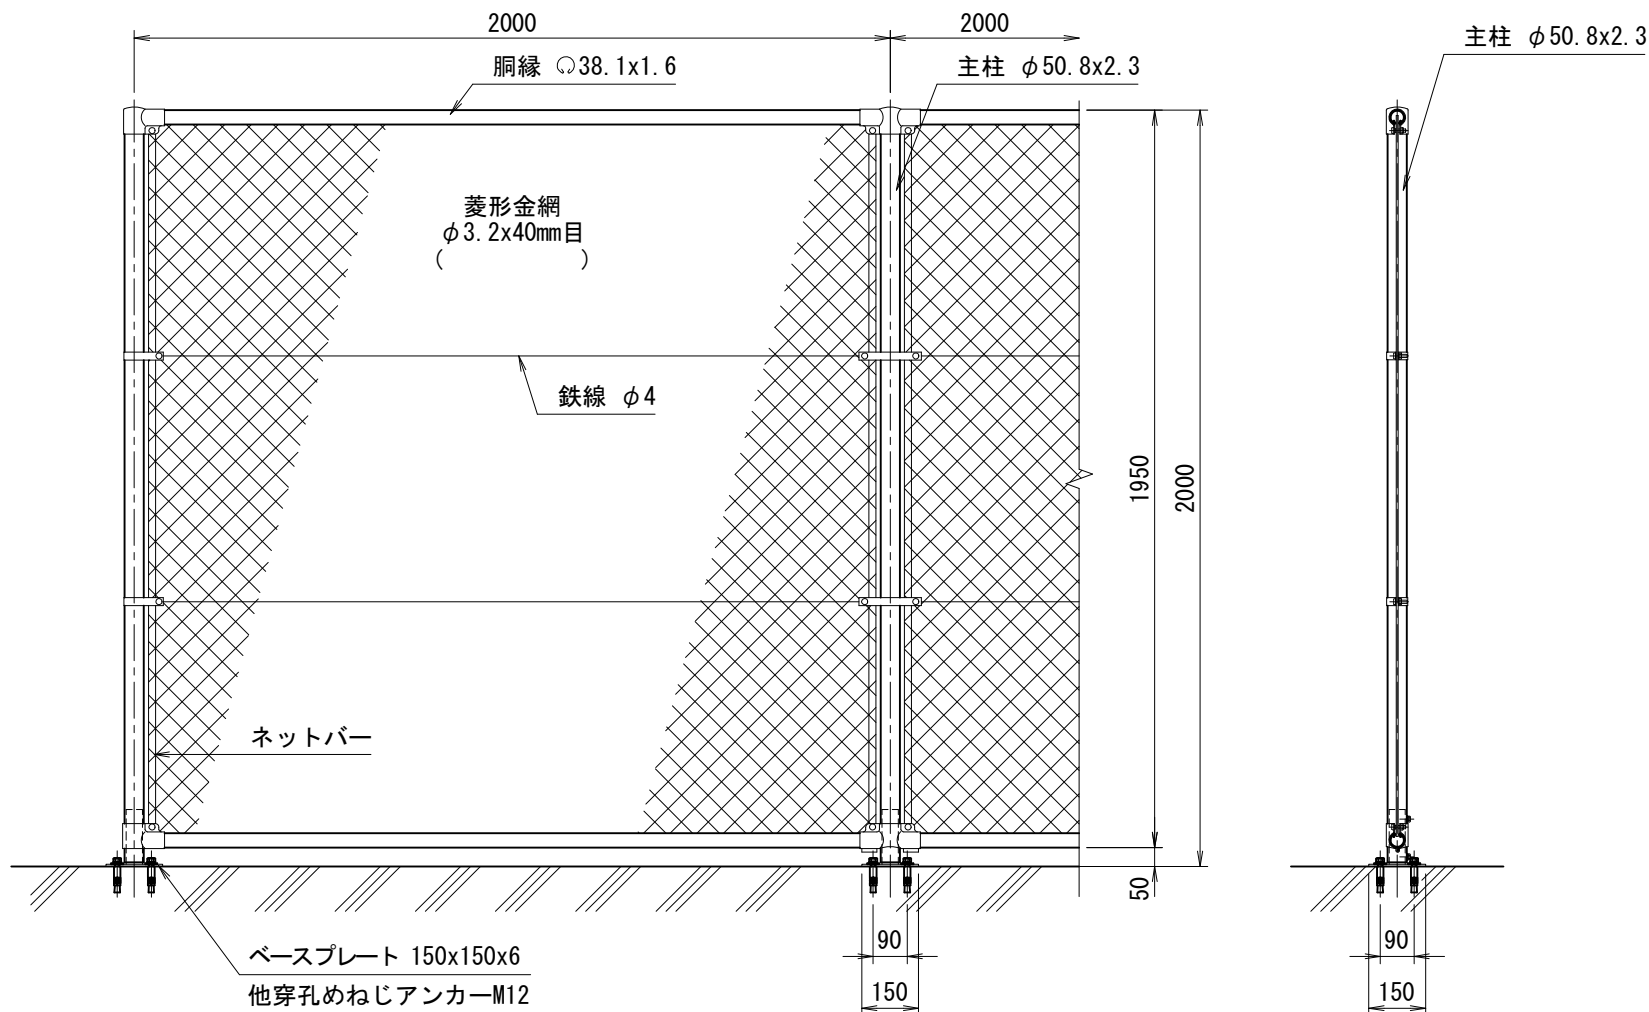 2000
2000
主柱 φ50.8x2.3
胴縁 38.1x1.6
主柱 φ50.8x2.3
菱形金網
φ3.2x40mm目
( )
鉄線 φ4
1950
2000
ネットバー
50
ベースプレート 150x150x6
他穿孔めねじアンカーM12
90
150
90
150